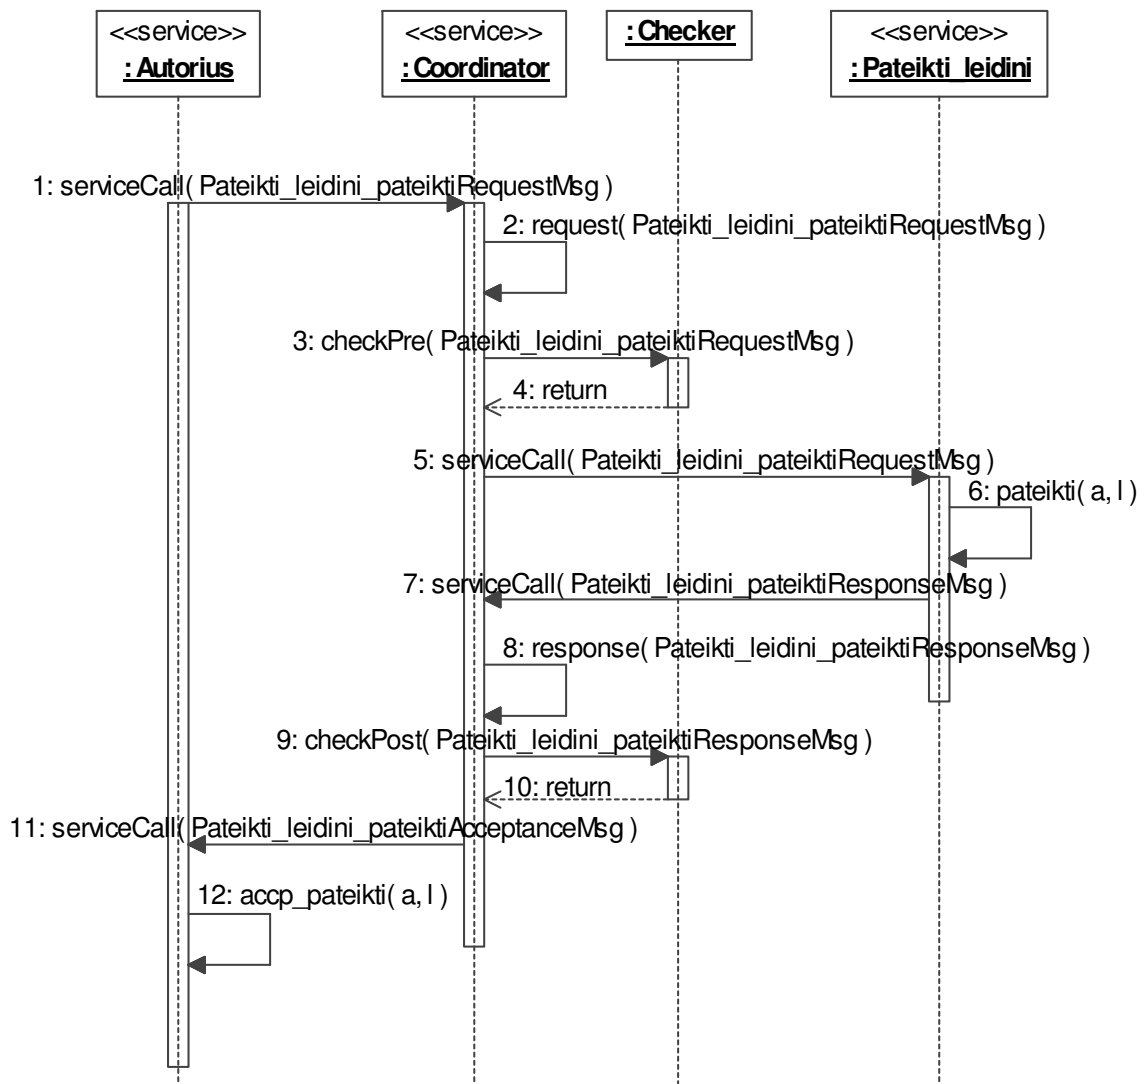 <<service>>
: Autorius
<<service>>
: Coordinator
: Checker
<<service>>
: Pateikti_leidini
1: serviceCall( Pateikti_leidini_pateiktiRequestMsg )
2: request( Pateikti_leidini_pateiktiRequestMsg )
3: checkPre( Pateikti_leidini_pateiktiRequestMsg )
4: return
5: serviceCall( Pateikti_leidini_pateiktiRequestMsg )
6: pateikti( a, l )
7: serviceCall( Pateikti_leidini_pateiktiResponseMsg )
8: response( Pateikti_leidini_pateiktiResponseMsg )
9: checkPost( Pateikti_leidini_pateiktiResponseMsg )
10: return
11: serviceCall( Pateikti_leidini_pateiktiAcceptanceMsg )
12: accp_pateikti( a, l )